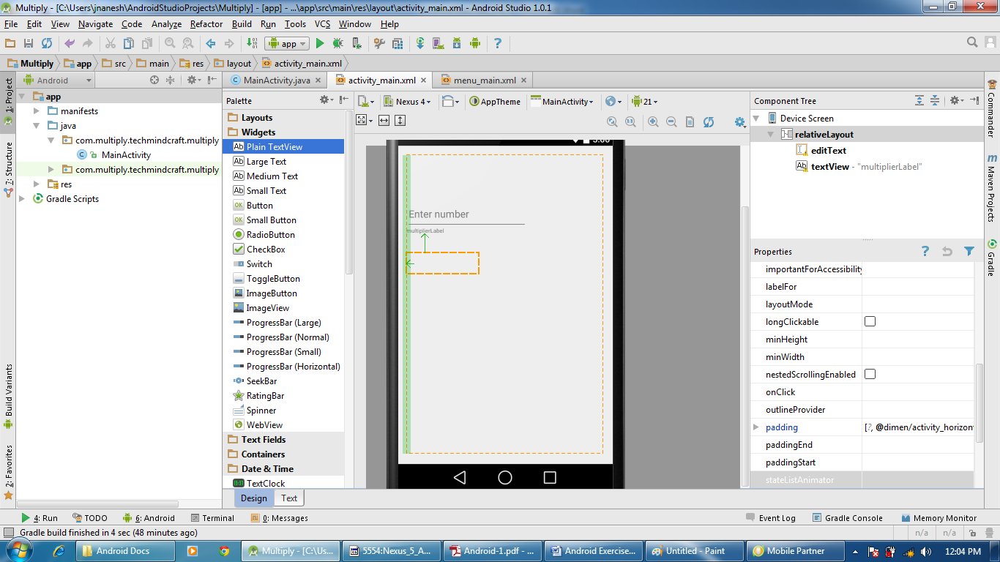 Multiply - [C:\Users\jnanesh\AndroidStudioProjects\Multiply] - [app] - ...\app\src\main\res\layout\activity_main.xml - Android Studio 1.0.1
File Edit View Navigate Code Analyze Refactor Build Run Tools VCS Window Help
app
Multiply app src main res layout activity_main.xml
1: Project
7: Structure
Build Variants
2: Favorites
Android
app
manifests
java
com.multiply.techmindcraft.multiply
MainActivity
com.multiply.techmindcraft.multiply
res
Gradle Scripts
MainActivity.java activity_main.xml menu_main.xml
Palette
Layouts
Widgets
Plain TextView
Large Text
Medium Text
Small Text
Button
Small Button
RadioButton
CheckBox
Switch
ToggleButton
ImageButton
ImageView
ProgressBar (Large)
ProgressBar (Normal)
ProgressBar (Small)
ProgressBar (Horizontal)
SeekBar
RatingBar
Spinner
WebView
Text Fields
Containers
Date & Time
TextClock
Design Text
Nexus 4 AppTheme MainActivity 21
Enter number
multiplierLabel
Component Tree
Device Screen
relativeLayout
editText
textView - "multiplierLabel"
Properties
importantForAccessibility
labelFor
layoutMode
longClickable
minHeight
minWidth
nestedScrollingEnabled
onClick
outlineProvider
padding [?, @dimen/activity_horizon
paddingEnd
paddingStart
stateListAnimator
Commander
Maven Projects
Gradle
4: Run TODO 6: Android Terminal 0: Messages Event Log Gradle Console Memory Monitor
Gradle build finished in 4 sec (48 minutes ago) n/a n/a
Android Docs Multiply - [C:\Us... 5554:Nexus_5_A... Android-1.pdf - ... Android Exercise... Untitled - Paint Mobile Partner 12:04 PM